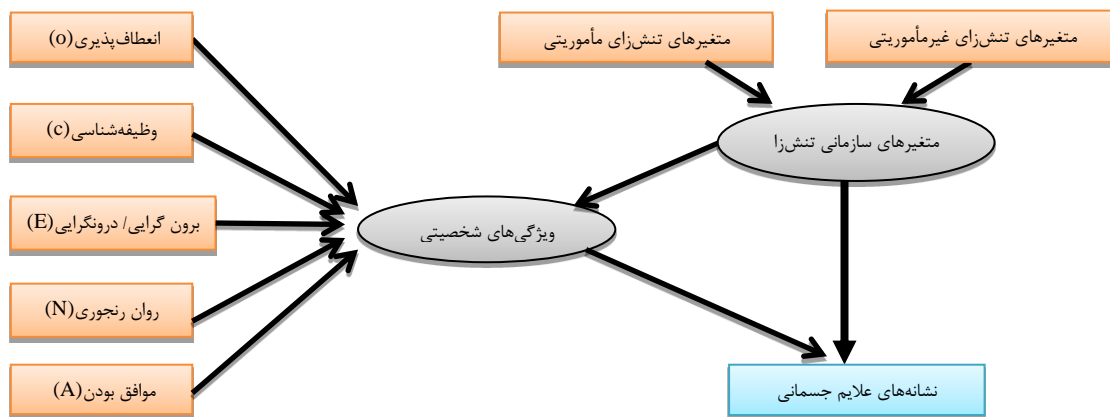 متغیرهای تنش‌زای غیرمأموریتی
متغیرهای تنش‌زای مأموریتی
انعطاف‌پذیری(o)
وظیفه‌شناسی(c)
متغیرهای سازمانی تنش‌زا
برون گرایی/ درونگرایی(E)
ویژگی‌های شخصیتی
روان رنجوری(N)
موافق بودن(A)
نشانه‌های علایم جسمانی